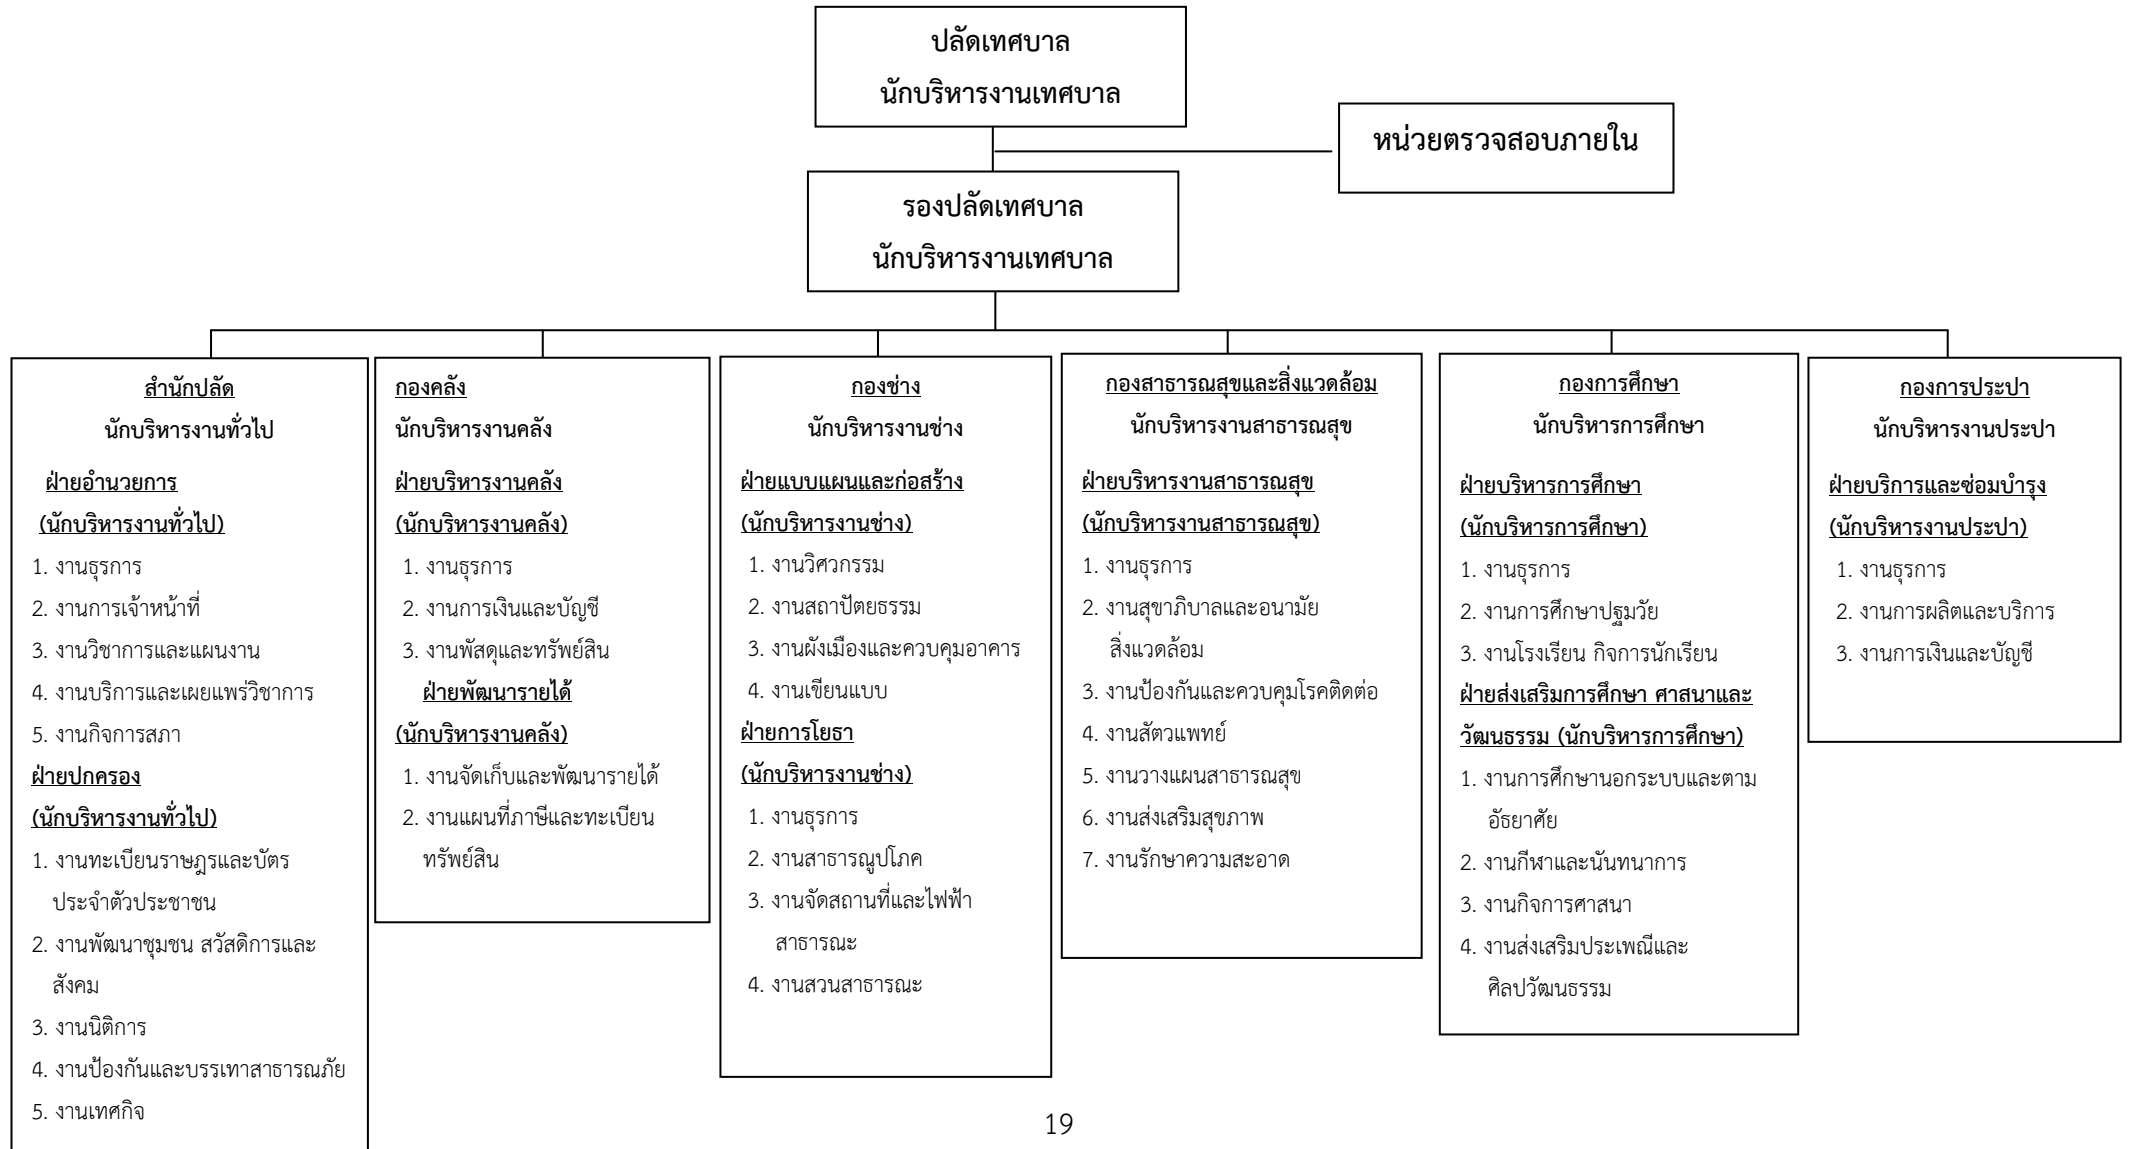 ปลัดเทศบาล
นักบริหารงานเทศบาล
หน่วยตรวจสอบภายใน
รองปลัดเทศบาล
นักบริหารงานเทศบาล
สำนักปลัด
นักบริหารงานทั่วไป
ฝ่ายอำนวยการ
(นักบริหารงานทั่วไป)
1. งานธุรการ
2. งานการเจ้าหน้าที่
3. งานวิชาการและแผนงาน
4. งานบริการและเผยแพร่วิชาการ
5. งานกิจการสภา
ฝ่ายปกครอง
(นักบริหารงานทั่วไป)
1. งานทะเบียนราษฎรและบัตร
ประจำตัวประชาชน
2. งานพัฒนาชุมชน สวัสดิการและ
สังคม
3. งานนิติการ
4. งานป้องกันและบรรเทาสาธารณภัย
5. งานเทศกิจ
กองคลัง
นักบริหารงานคลัง
ฝ่ายบริหารงานคลัง
(นักบริหารงานคลัง)
1. งานธุรการ
2. งานการเงินและบัญชี
3. งานพัสดุและทรัพย์สิน
ฝ่ายพัฒนารายได้
(นักบริหารงานคลัง)
1. งานจัดเก็บและพัฒนารายได้
2. งานแผนที่ภาษีและทะเบียน
ทรัพย์สิน
กองช่าง
นักบริหารงานช่าง
ฝ่ายแบบแผนและก่อสร้าง
(นักบริหารงานช่าง)
1. งานวิศวกรรม
2. งานสถาปัตยธรรม
3. งานผังเมืองและควบคุมอาคาร
4. งานเขียนแบบ
ฝ่ายการโยธา
(นักบริหารงานช่าง)
1. งานธุรการ
2. งานสาธารณูปโภค
3. งานจัดสถานที่และไฟฟ้า
สาธารณะ
4. งานสวนสาธารณะ
กองสาธารณสุขและสิ่งแวดล้อม
นักบริหารงานสาธารณสุข
ฝ่ายบริหารงานสาธารณสุข
(นักบริหารงานสาธารณสุข)
1. งานธุรการ
2. งานสุขาภิบาลและอนามัย
สิ่งแวดล้อม
3. งานป้องกันและควบคุมโรคติดต่อ
4. งานสัตวแพทย์
5. งานวางแผนสาธารณสุข
6. งานส่งเสริมสุขภาพ
7. งานรักษาความสะอาด
กองการศึกษา
นักบริหารการศึกษา
ฝ่ายบริหารการศึกษา
(นักบริหารการศึกษา)
1. งานธุรการ
2. งานการศึกษาปฐมวัย
3. งานโรงเรียน กิจการนักเรียน
ฝ่ายส่งเสริมการศึกษา ศาสนาและ
วัฒนธรรม (นักบริหารการศึกษา)
1. งานการศึกษานอกระบบและตาม
อัธยาศัย
2. งานกีฬาและนันทนาการ
3. งานกิจการศาสนา
4. งานส่งเสริมประเพณีและ
ศิลปวัฒนธรรม
กองการประปา
นักบริหารงานประปา
ฝ่ายบริการและซ่อมบำรุง
(นักบริหารงานประปา)
1. งานธุรการ
2. งานการผลิตและบริการ
3. งานการเงินและบัญชี
19